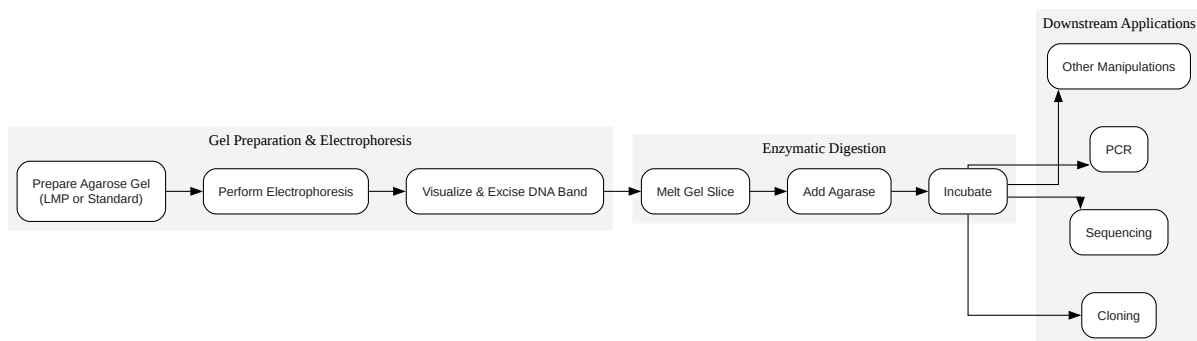 Gel Preparation & Electrophoresis
Prepare Agarose Gel
(LMP or Standard)
Perform Electrophoresis
Visualize & Excise DNA Band
Enzymatic Digestion
Melt Gel Slice
Add Agarase
Incubate
Downstream Applications
Other Manipulations
PCR
Sequencing
Cloning